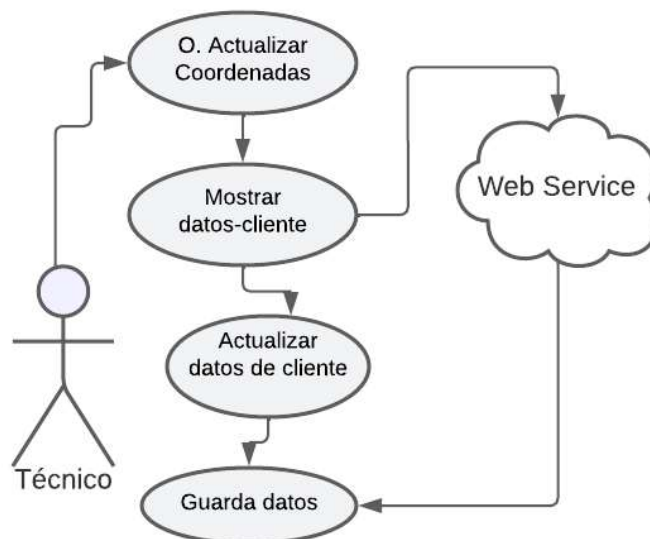 O. Actualizar
Coordenadas
Mostrar
datos-cliente
Web Service
Actualizar
datos de cliente
Técnico
Guarda datos